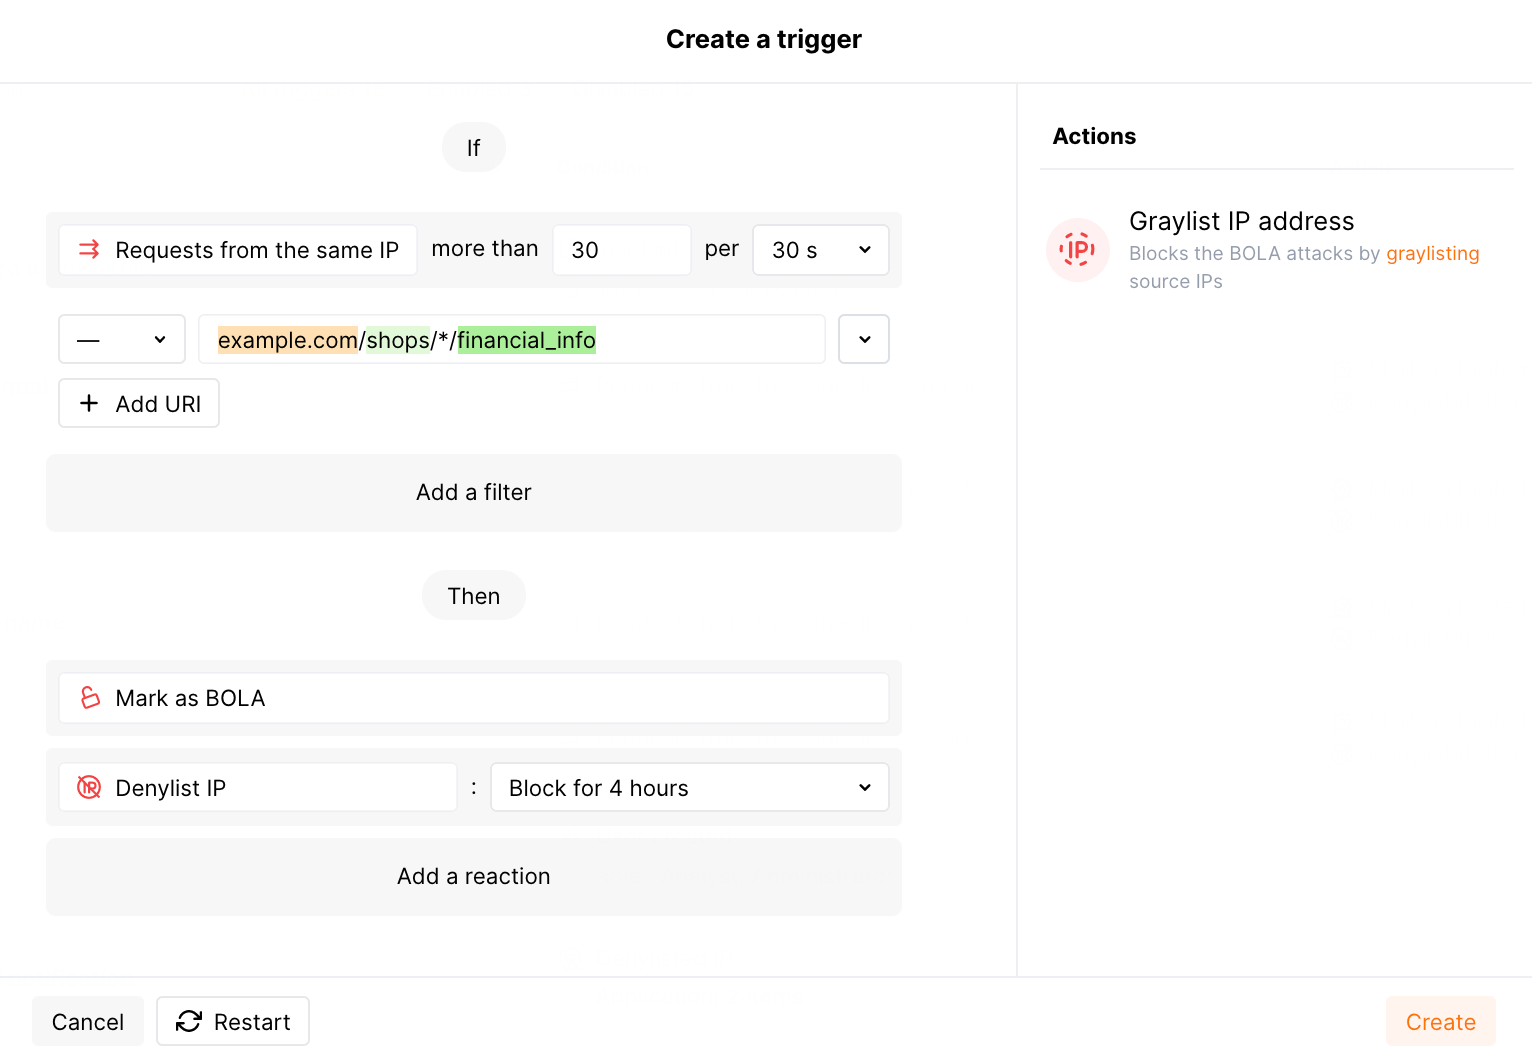 Create a trigger
If
Requests from the same IP more than 30 per 30 s
— example.com/shops/*/financial_info
Add URI
Add a filter
Then
Mark as BOLA
Denylist IP : Block for 4 hours
Add a reaction
Actions
Graylist IP address
Blocks the BOLA attacks by graylisting
source IPs
Cancel
Restart
Create